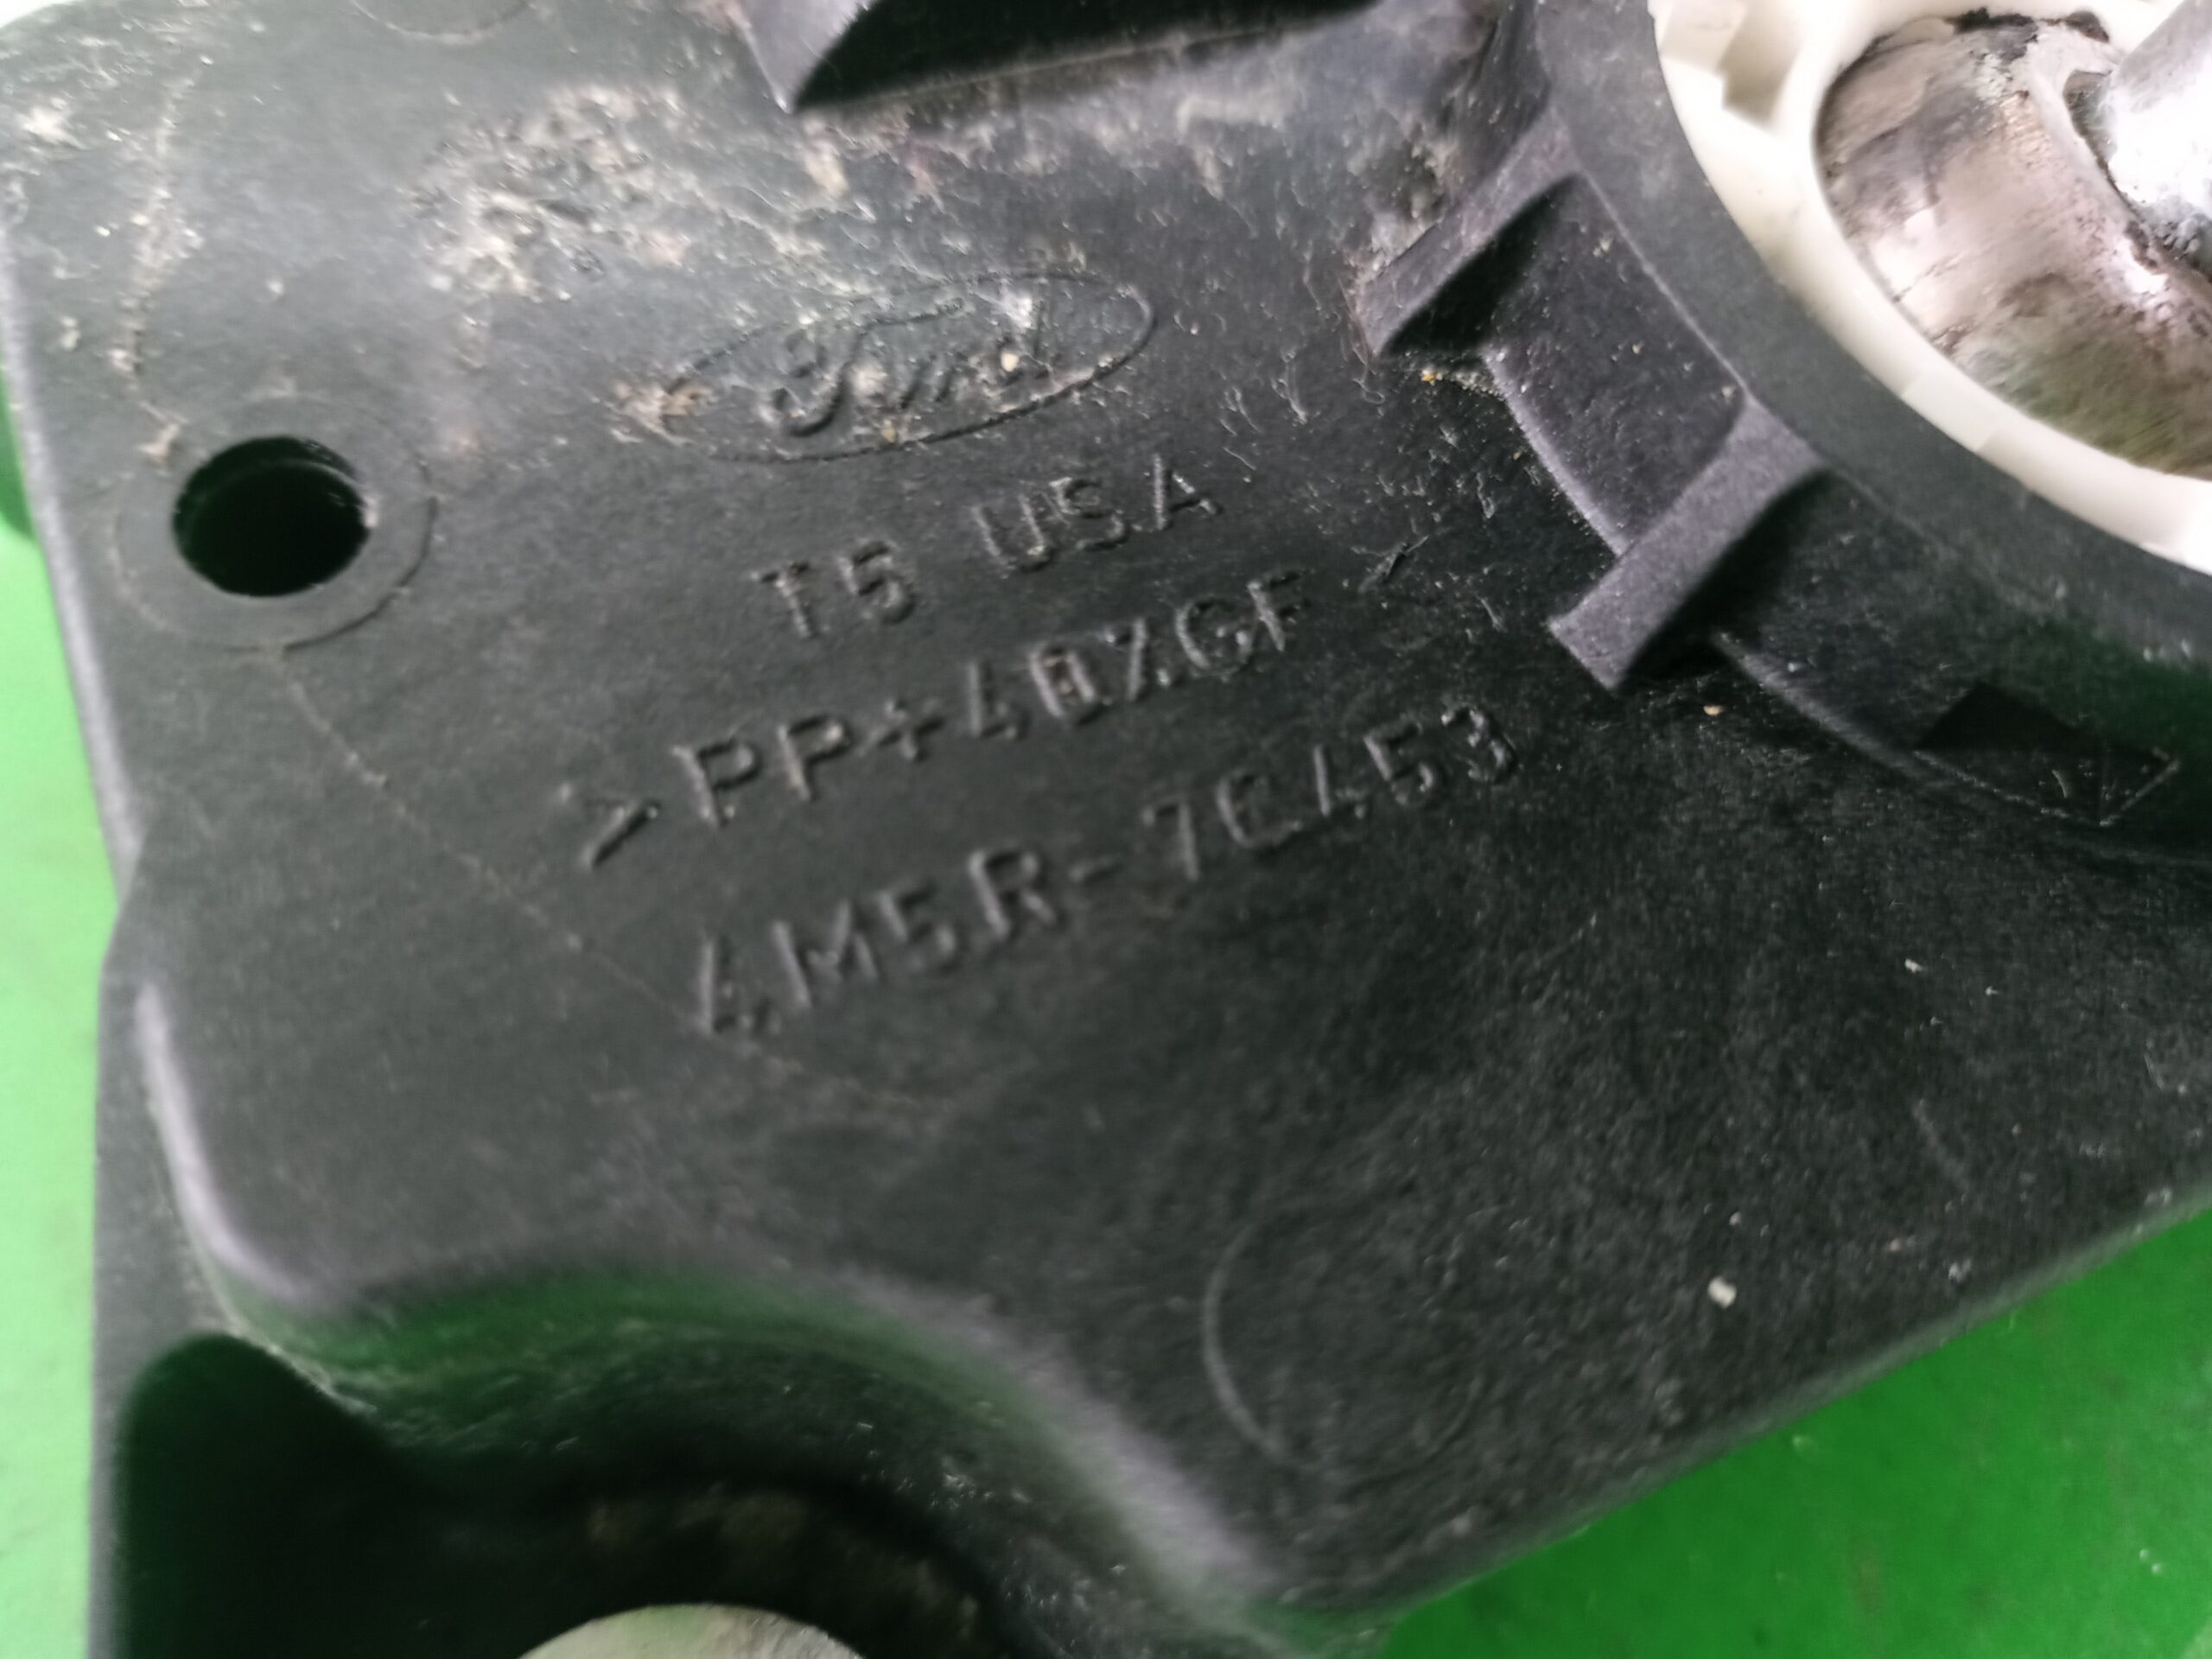 Ford
T5 USA
>PP+40%GF<
4M5R-7C453